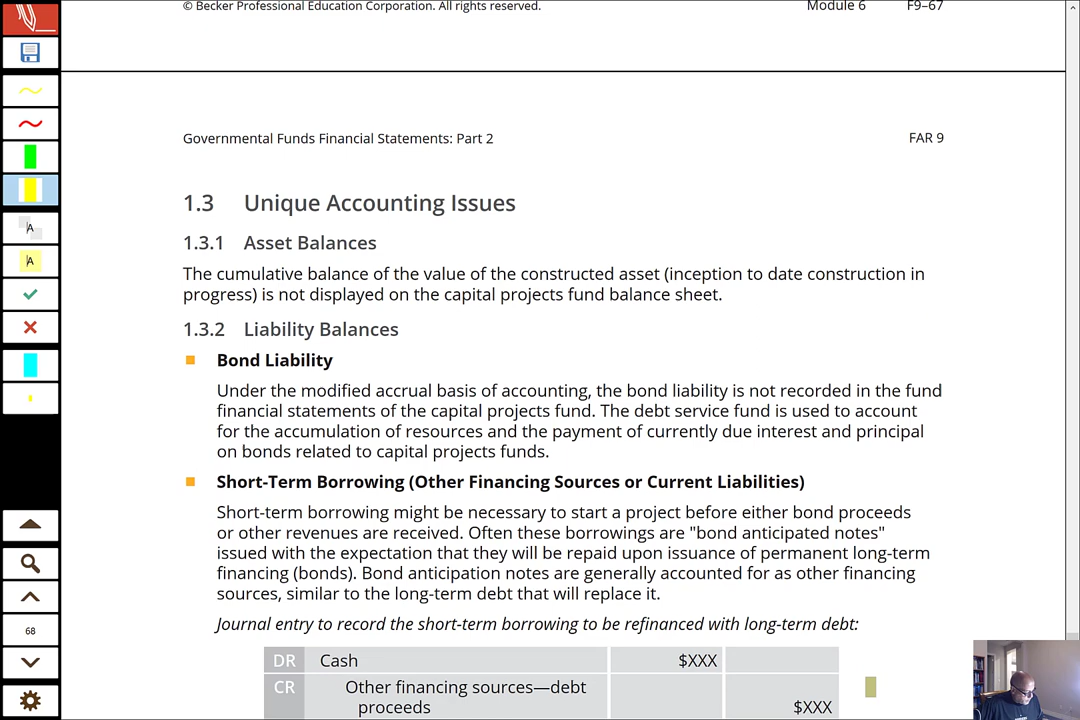 © Becker Professional Education Corporation. All rights reserved.
Module 6 F9–67
Governmental Funds Financial Statements: Part 2 FAR 9
1.3 Unique Accounting Issues
1.3.1 Asset Balances
The cumulative balance of the value of the constructed asset (inception to date construction in
progress) is not displayed on the capital projects fund balance sheet.
1.3.2 Liability Balances
Bond Liability
Under the modified accrual basis of accounting, the bond liability is not recorded in the fund
financial statements of the capital projects fund. The debt service fund is used to account
for the accumulation of resources and the payment of currently due interest and principal
on bonds related to capital projects funds.
Short-Term Borrowing (Other Financing Sources or Current Liabilities)
Short-term borrowing might be necessary to start a project before either bond proceeds
or other revenues are received. Often these borrowings are "bond anticipated notes"
issued with the expectation that they will be repaid upon issuance of permanent long-term
financing (bonds). Bond anticipation notes are generally accounted for as other financing
sources, similar to the long-term debt that will replace it.
Journal entry to record the short-term borrowing to be refinanced with long-term debt:
DR Cash $XXX
CR Other financing sources—debt
proceeds $XXX
A
A
68